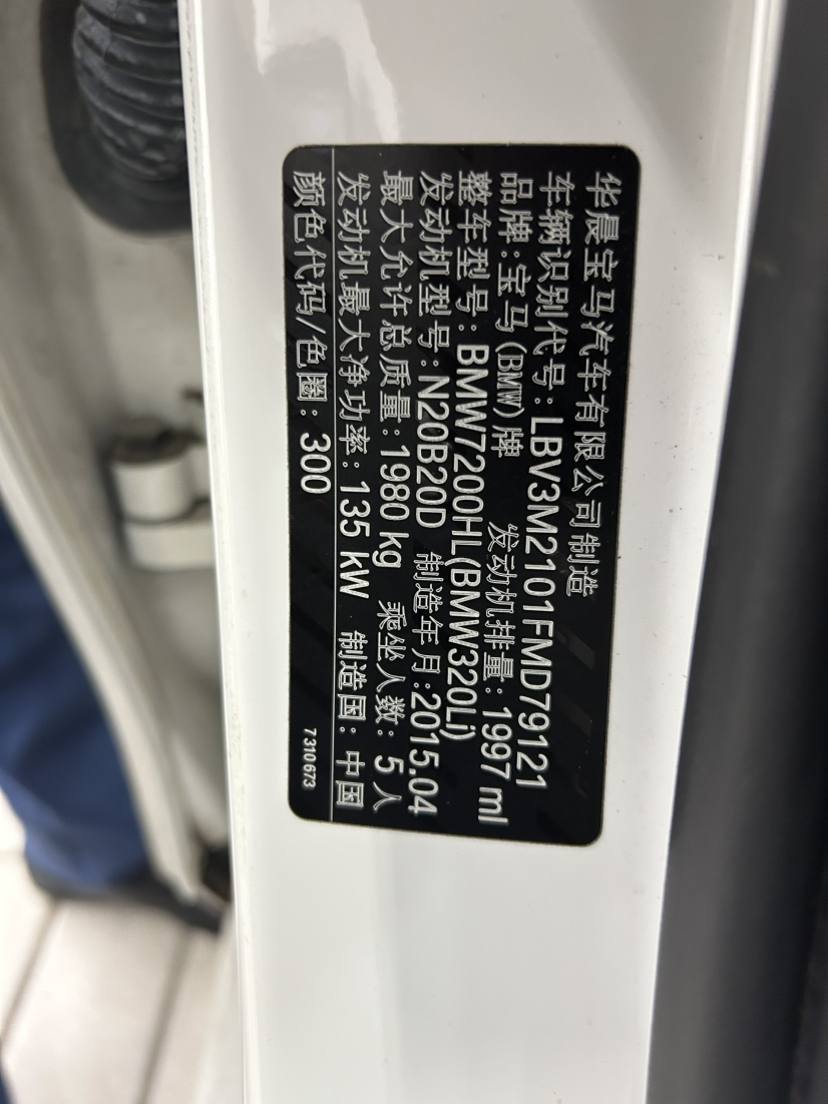 华晨宝马汽车有限公司制造
车辆识别代号: LBV3M2101FMD79121
品牌:宝马(BMW)牌 发动机排量: 1997 ml
整车型号: BMW7200HL(BMW320Li)
发动机型号: N20B20D 制造年月:2015.04
最大允许总质量: 1980 kg 乘坐人数: 5人
发动机最大净功率: 135 kW 制造国: 中国
颜色代码/色圈: 300
7310673